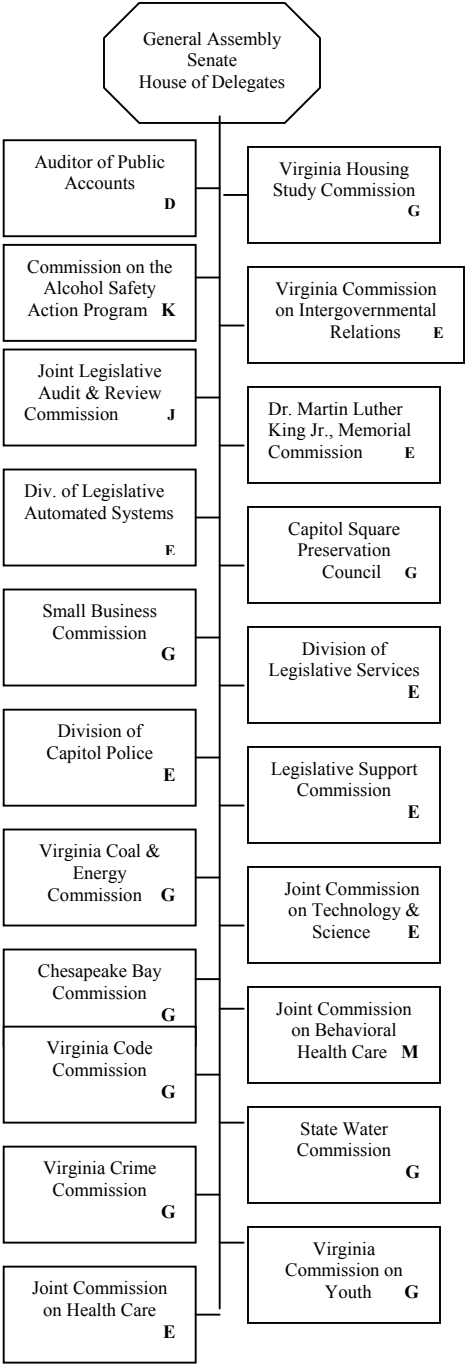 General Assembly
Senate
House of Delegates
Auditor of Public
Accounts
D
Commission on the
Alcohol Safety
Action Program K
Joint Legislative
Audit & Review
Commission J
Div. of Legislative
Automated Systems
E
Small Business
Commission
G
Division of
Capitol Police
E
Virginia Coal &
Energy
Commission G
Chesapeake Bay
Commission
G
Virginia Code
Commission
G
Virginia Crime
Commission
G
Joint Commission
on Health Care
E
Virginia Housing
Study Commission
G
Virginia Commission
on Intergovernmental
Relations E
Dr. Martin Luther
King Jr., Memorial
Commission E
Capitol Square
Preservation
Council G
Division of
Legislative Services
E
Legislative Support
Commission
E
Joint Commission
on Technology &
Science E
Joint Commission
on Behavioral
Health Care M
State Water
Commission
G
Virginia
Commission on
Youth G